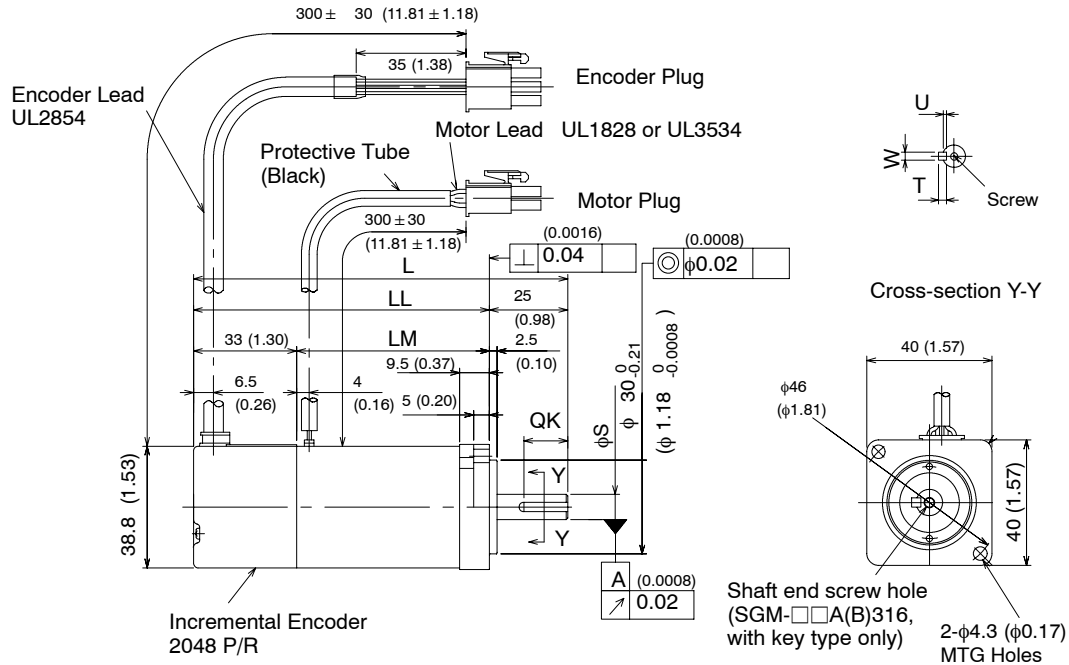 300 ± 30 (11.81 ± 1.18)
35 (1.38)
Encoder Plug
Encoder Lead
UL2854
Motor Lead UL1828 or UL3534
Protective Tube
(Black)
Motor Plug
300 ± 30
(11.81 ± 1.18)
U
W
T
Screw
(0.0016)
⊥ 0.04
(0.0008)
◎ φ0.02
L
LL
25
(0.98)
Cross-section Y-Y
33 (1.30)
LM
2.5
(0.10)
9.5 (0.37)
6.5
(0.26)
4
(0.16)
5 (0.20)
QK
φS
φ 30 0 -0.21
(φ 1.18 0 -0.0008)
40 (1.57)
φ46
(φ1.81)
40 (1.57)
38.8 (1.53)
Y
Y
A (0.0008)
↗ 0.02
Incremental Encoder
2048 P/R
Shaft end screw hole
(SGM-□□A(B)316,
with key type only)
2-φ4.3 (φ0.17)
MTG Holes